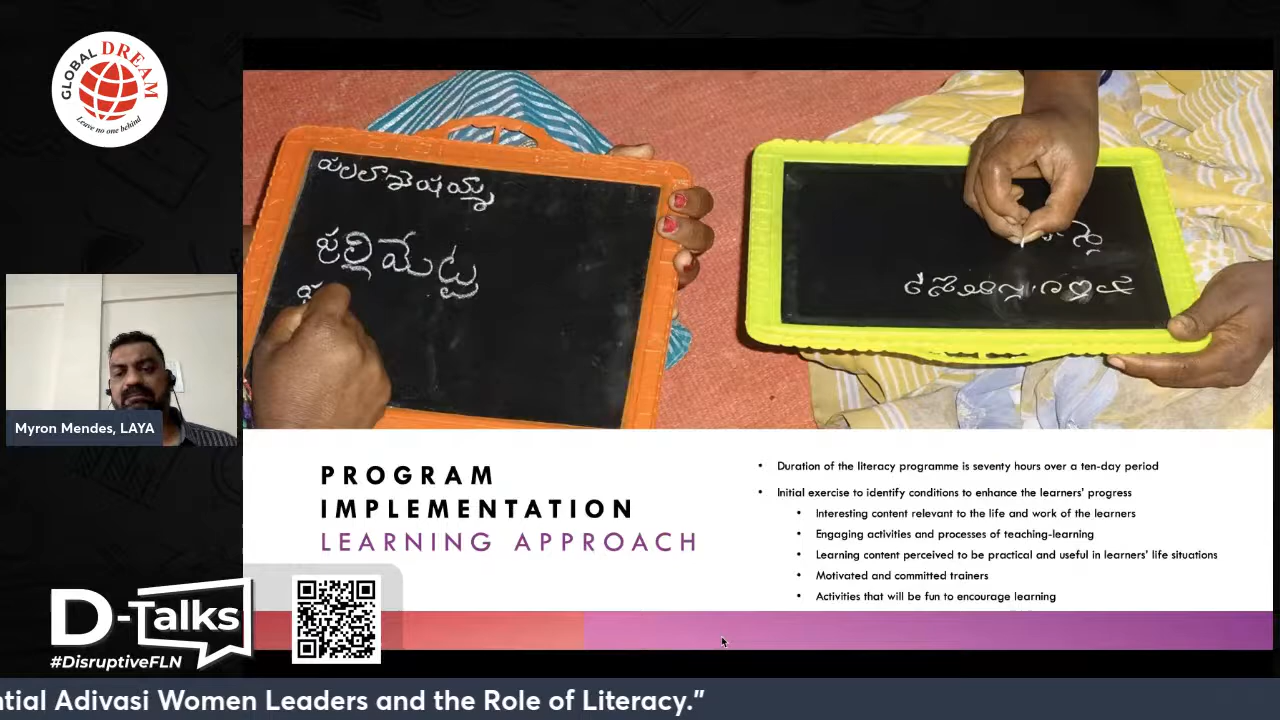 GLOBAL DREAM
Leave no one behind
పల్లిమేట్ల
Myron Mendes, LAYA
PROGRAM
IMPLEMENTATION
LEARNING APPROACH
• Duration of the literacy programme is seventy hours over a ten-day period
• Initial exercise to identify conditions to enhance the learners' progress
• Interesting content relevant to the life and work of the learners
• Engaging activities and processes of teaching-learning
• Learning content perceived to be practical and useful in learners' life situations
• Motivated and committed trainers
• Activities that will be fun to encourage learning
D-Talks
#DisruptiveFLN
ntial Adivasi Women Leaders and the Role of Literacy.”